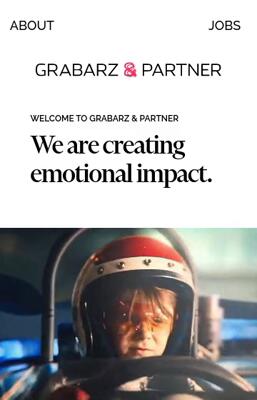 ABOUT
JOBS
GRABARZ & PARTNER
WELCOME TO GRABARZ & PARTNER
We are creating
emotional impact.